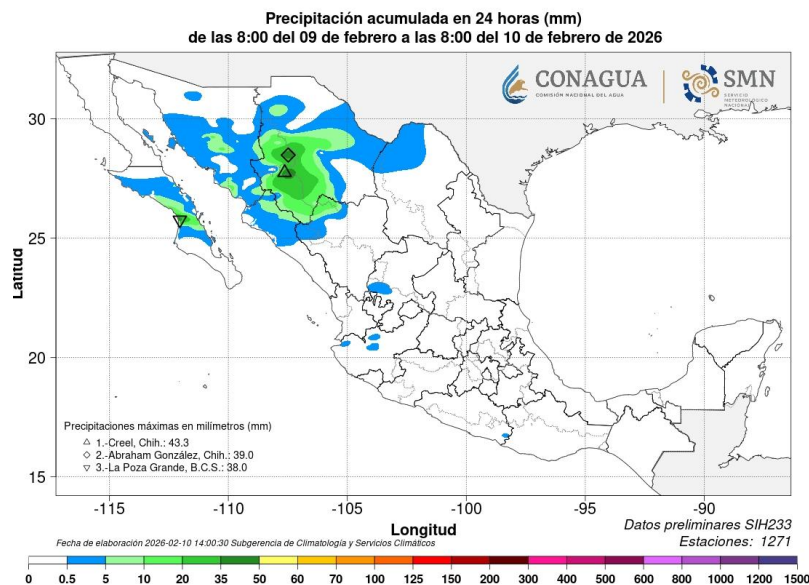 Precipitación acumulada en 24 horas (mm)
de las 8:00 del 09 de febrero a las 8:00 del 10 de febrero de 2026
CONAGUA
COMISIÓN NACIONAL DEL AGUA
SMN
SERVICIO
METEOROLÓGICO
NACIONAL
30
25
20
15
Latitud
Precipitaciones máximas en milímetros (mm)
1.-Creel, Chih.: 43.3
2.-Abraham González, Chih.: 39.0
3.-La Poza Grande, B.C.S.: 38.0
-115 -110 -105 -100 -95 -90
Longitud
Datos preliminares SIH233
Estaciones: 1271
Fecha de elaboración 2026-02-10 14:00:30 Subgerencia de Climatología y Servicios Climáticos
0 0.5 5 10 20 35 50 60 70 100 125 150 200 300 400 500 600 800 1000 1200